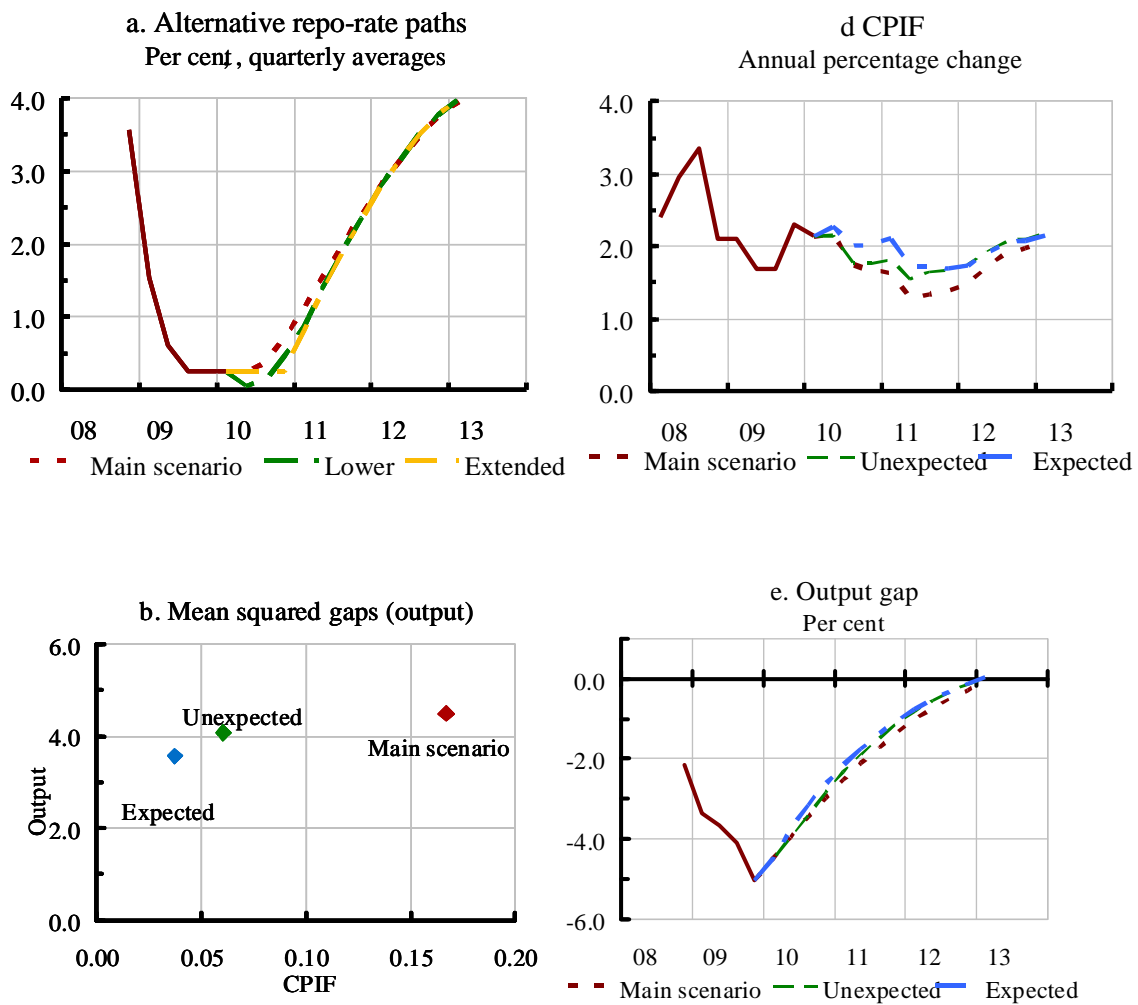 a. Alternative repo-rate paths
Per cent, , quarterly averages
4.0
3.0
2.0
1.0
0.0
08 09 10 11 12 13
Main scenario Lower Extended
d CPIF
Annual percentage change
4.0
3.0
2.0
1.0
0.0
08 09 10 11 12 13
Main scenario Unexpected Expected
b. Mean squared gaps (output)
6.0
4.0
2.0
0.0
Output
Unexpected
Main scenario
Expected
0.00 0.05 0.10 0.15 0.20
CPIF
e. Output gap
Per cent
0.0
-2.0
-4.0
-6.0
08 09 10 11 12 13
Main scenario Unexpected Expected